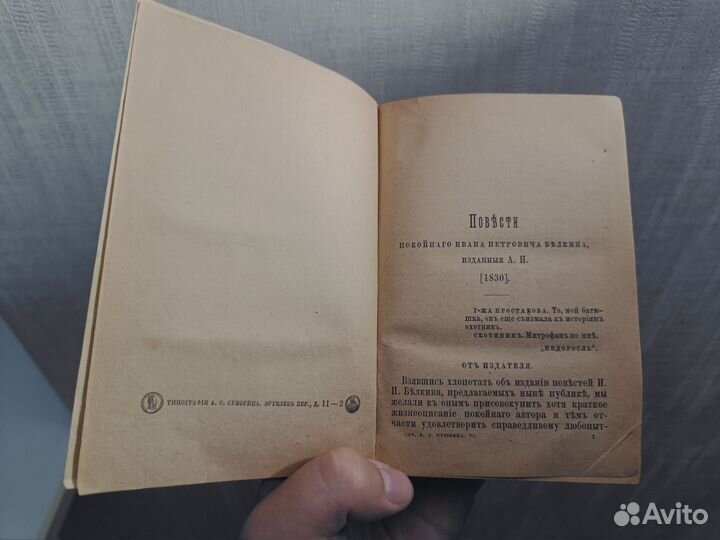 ТИПОГРАФІЯ А. С. СУВОРИНА. ЭРТЕЛЕВЪ ПЕР., Д. 11—2
Повѣсти
ПОКОЙНАГО ИВАНА ПЕТРОВИЧА БѢЛКИНА,
ИЗДАННЫЯ А. П.
[1830].
Г-ЖА ПРОСТАКОВА. То, мой батюшка,
онъ еще съизмала къ исторіямъ
охотникъ.
СКОТИНИНЪ. Митрофанъ по мнѣ.
„НЕДОРОСЛЬ“.
ОТЪ ИЗДАТЕЛЯ.
Взявшись хлопотать объ изданіи повѣстей И.
П. Бѣлкина, предлагаемыхъ нынѣ публикѣ, мы
желали къ онымъ присовокупить хотя краткое
жизнеописаніе покойнаго автора и тѣмъ от-
части удовлетворить справедливому любопыт-
СОЧ. А. С. ПУШКИНА. VI. 1
Avito